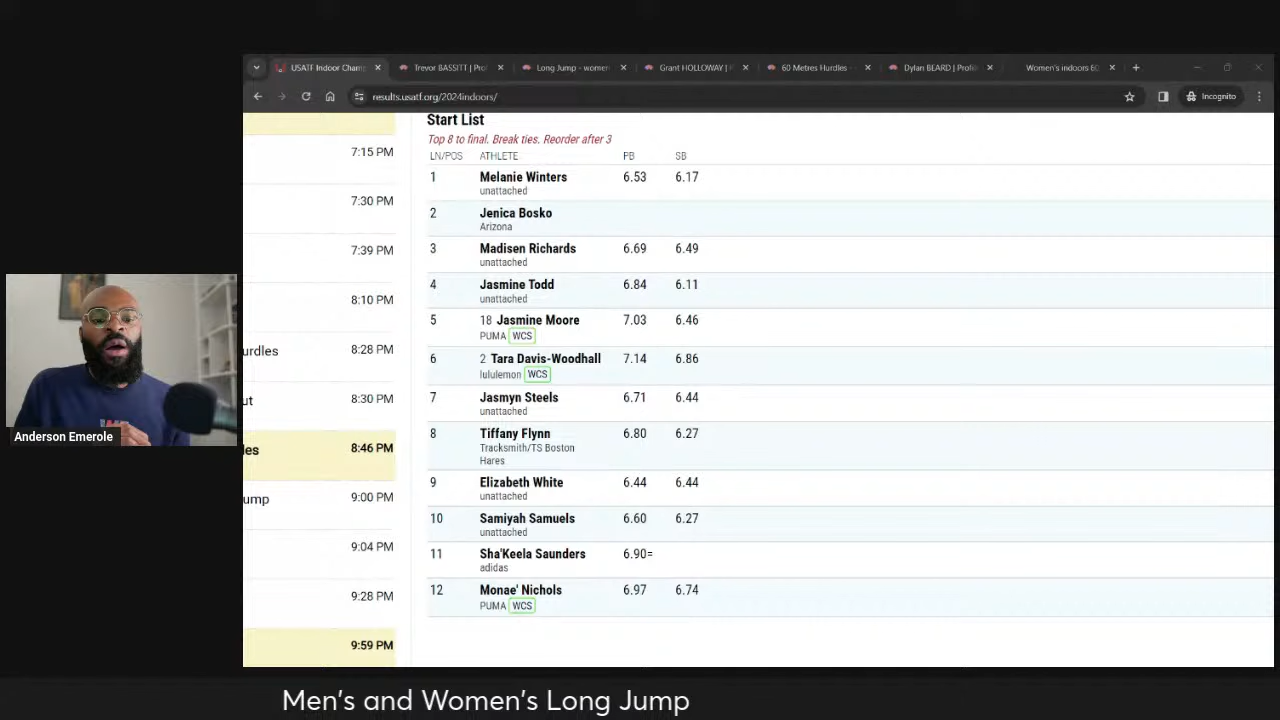 USATF Indoor Cham
Trevor BASSITT | Pro
Long Jump - women
Grant HOLLOWAY |
60 Metres Hurdles -
Dylan BEARD | Profi
Women's indoors 60
results.usatf.org/2024indoors/
Incognito
7:15 PM
7:30 PM
7:39 PM
8:10 PM
urdles 8:28 PM
ut 8:30 PM
les 8:46 PM
ump 9:00 PM
9:04 PM
9:28 PM
9:59 PM
Start List
Top 8 to final. Break ties. Reorder after 3
LN/POS ATHLETE PB SB
1 Melanie Winters 6.53 6.17
unattached
2 Jenica Bosko
Arizona
3 Madisen Richards 6.69 6.49
unattached
4 Jasmine Todd 6.84 6.11
unattached
5 18 Jasmine Moore 7.03 6.46
PUMA WCS
6 2 Tara Davis-Woodhall 7.14 6.86
lululemon WCS
7 Jasmyn Steels 6.71 6.44
unattached
8 Tiffany Flynn 6.80 6.27
Tracksmith/TS Boston
Hares
9 Elizabeth White 6.44 6.44
unattached
10 Samiyah Samuels 6.60 6.27
unattached
11 Sha'Keela Saunders 6.90=
adidas
12 Monae' Nichols 6.97 6.74
PUMA WCS
Anderson Emerole
Men's and Women's Long Jump